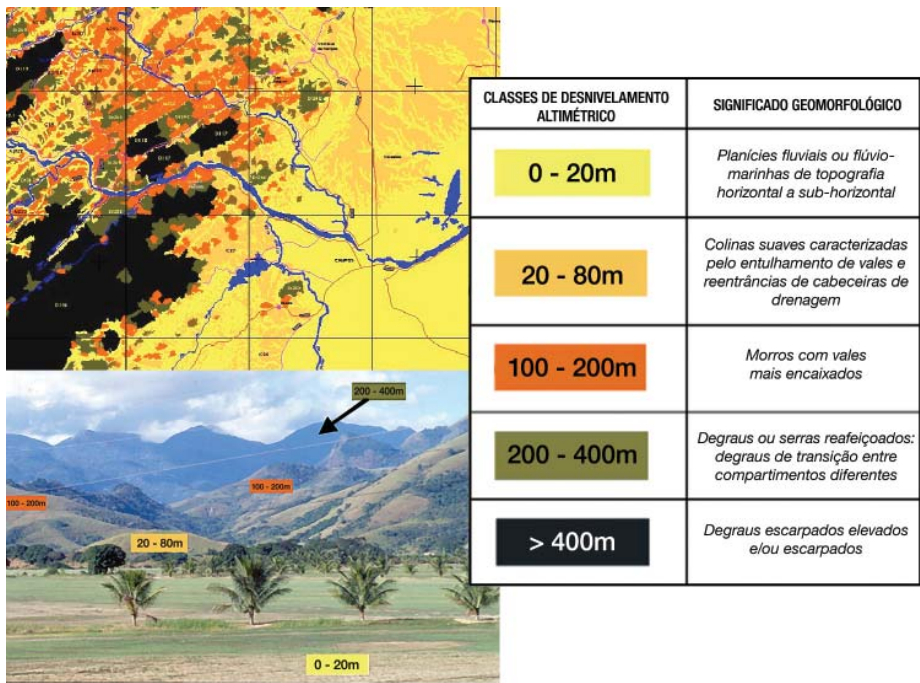 CLASSES DE DESNIVELAMENTO
ALTIMÉTRICO
SIGNIFICADO GEOMORFOLÓGICO
0 - 20m
Planícies fluviais ou flúvio-
marinhas de topografia
horizontal a sub-horizontal
20 - 80m
Colinas suaves caracterizadas
pelo entulhamento de vales e
reentrâncias de cabeceiras de
drenagem
100 - 200m
Morros com vales
mais encaixados
200 - 400m
Degraus ou serras reafeiçoados:
degraus de transição entre
compartimentos diferentes
> 400m
Degraus escarpados elevados
e/ou escarpados
200 - 400m
100 - 200m
100 - 200m
20 - 80m
0 - 20m